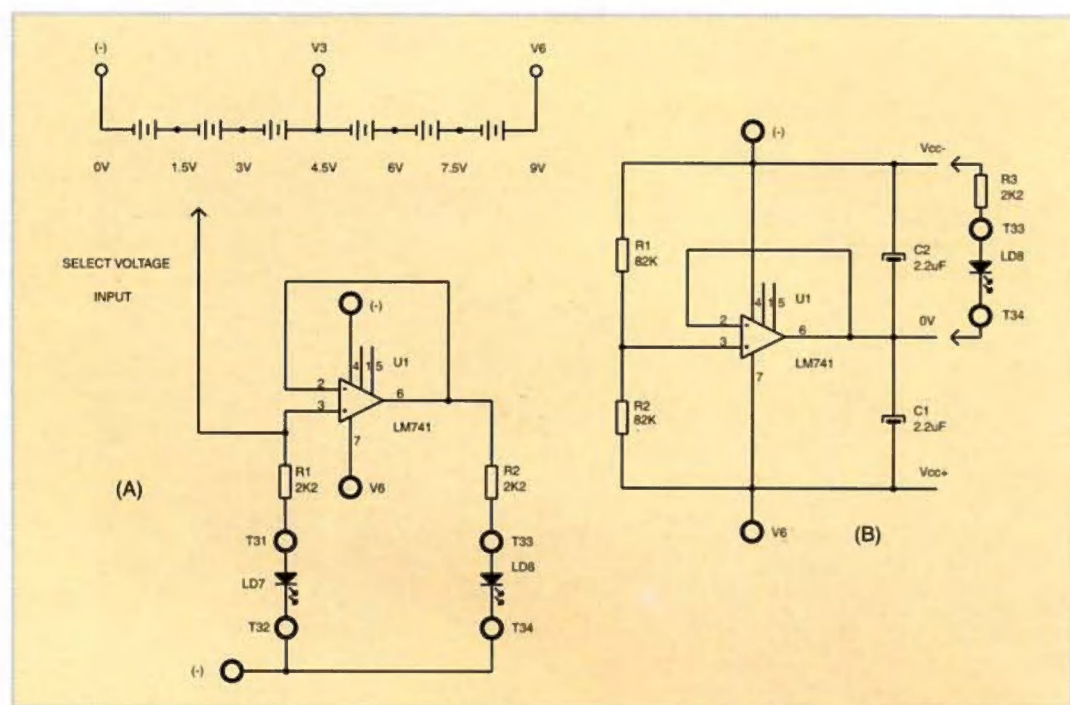 (-) V3 V6
0V 1.5V 3V 4.5V 6V 7.5V 9V
SELECT VOLTAGE
INPUT
(-)
4 1 5 U1
2
3
6
LM741
7
R1
2K2
R2
2K2
(A)
V6
T31
T33
LD7
LD8
T32
T34
(-)
(-)
Vcc-
R3
2K2
T33
R1
82K
C2
2.2uF
LD8
4 1 5 U1
2
3
6
0V
T34
LM741
7
R2
82K
C1
2.2uF
Vcc+
V6
(B)